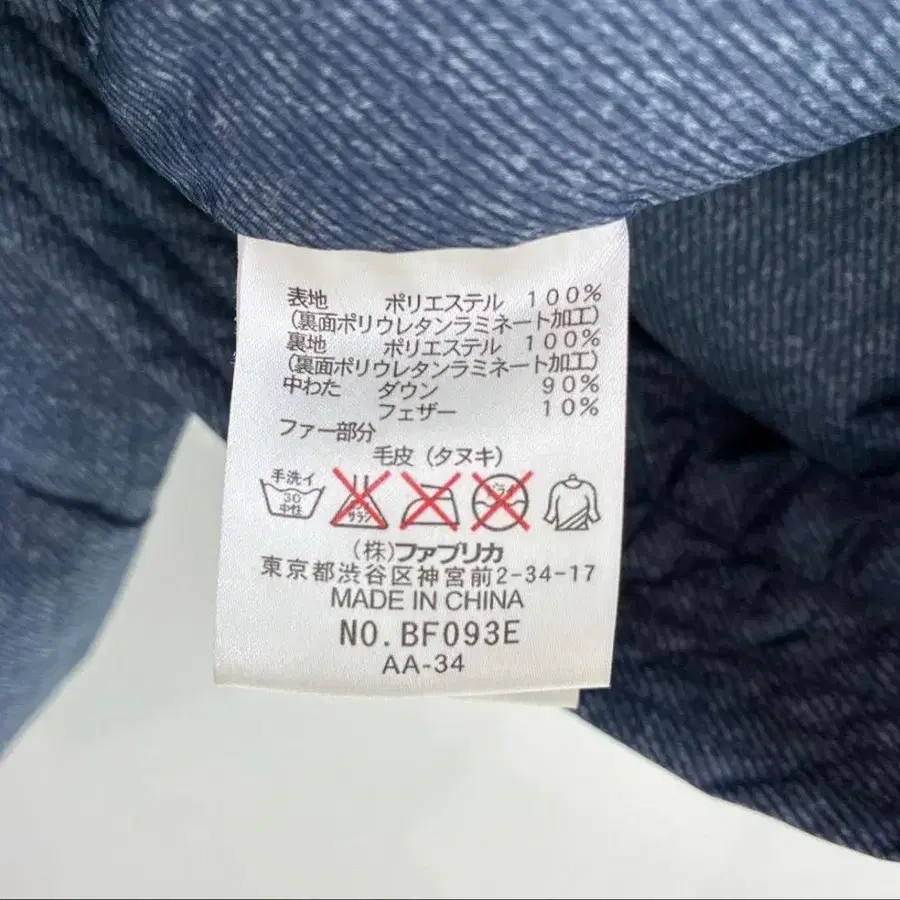 表地 ポリエステル 100%
(裏面ポリウレタンラミネート加工)
裏地 ポリエステル 100%
(裏面ポリウレタンラミネート加工)
中わた ダウン 90%
フェザー 10%
ファー部分
毛皮 (タヌキ)
手洗イ
30
中性
サラシ
(株)ファブリカ
東京都渋谷区神宮前2-34-17
MADE IN CHINA
NO.BF093E
AA-34